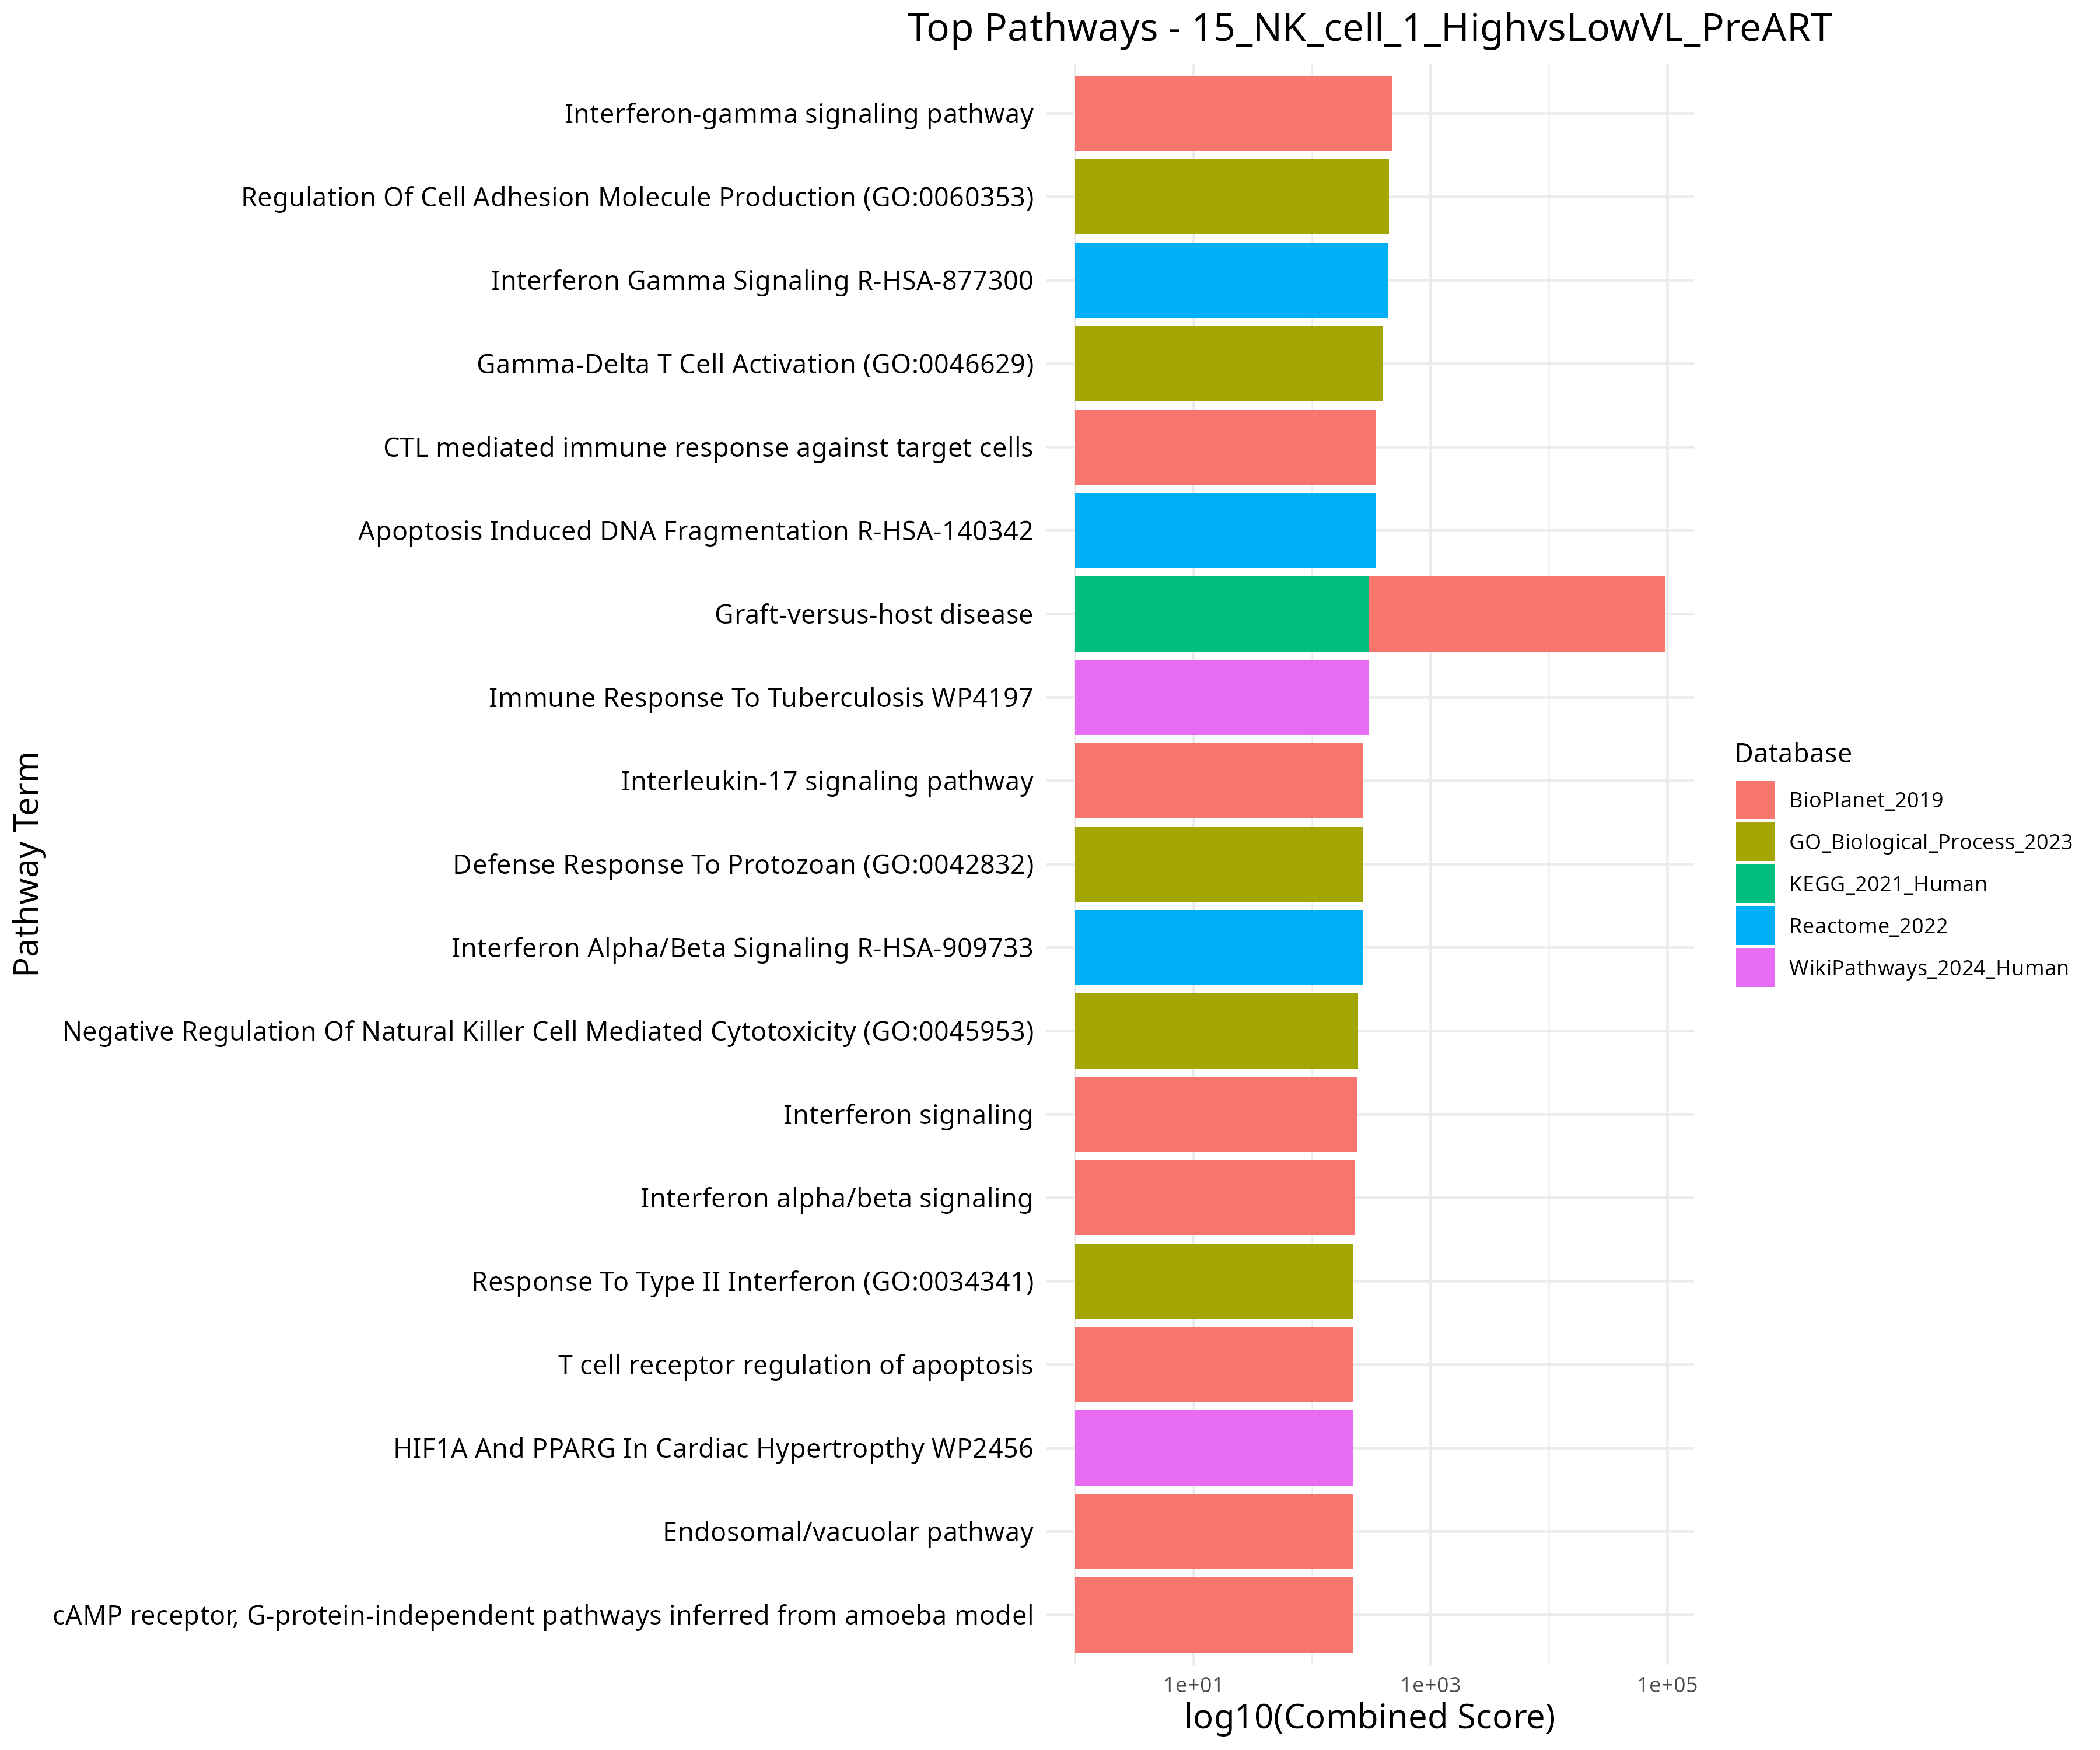 Top Pathways - 15_NK_cell_1_HighvsLowVL_PreART
Pathway Term
Interferon-gamma signaling pathway
Regulation Of Cell Adhesion Molecule Production (GO:0060353)
Interferon Gamma Signaling R-HSA-877300
Gamma-Delta T Cell Activation (GO:0046629)
CTL mediated immune response against target cells
Apoptosis Induced DNA Fragmentation R-HSA-140342
Graft-versus-host disease
Immune Response To Tuberculosis WP4197
Interleukin-17 signaling pathway
Defense Response To Protozoan (GO:0042832)
Interferon Alpha/Beta Signaling R-HSA-909733
Negative Regulation Of Natural Killer Cell Mediated Cytotoxicity (GO:0045953)
Interferon signaling
Interferon alpha/beta signaling
Response To Type II Interferon (GO:0034341)
T cell receptor regulation of apoptosis
HIF1A And PPARG In Cardiac Hypertropthy WP2456
Endosomal/vacuolar pathway
cAMP receptor, G-protein-independent pathways inferred from amoeba model
1e+01 1e+03 1e+05
log10(Combined Score)
Database
BioPlanet_2019
GO_Biological_Process_2023
KEGG_2021_Human
Reactome_2022
WikiPathways_2024_Human